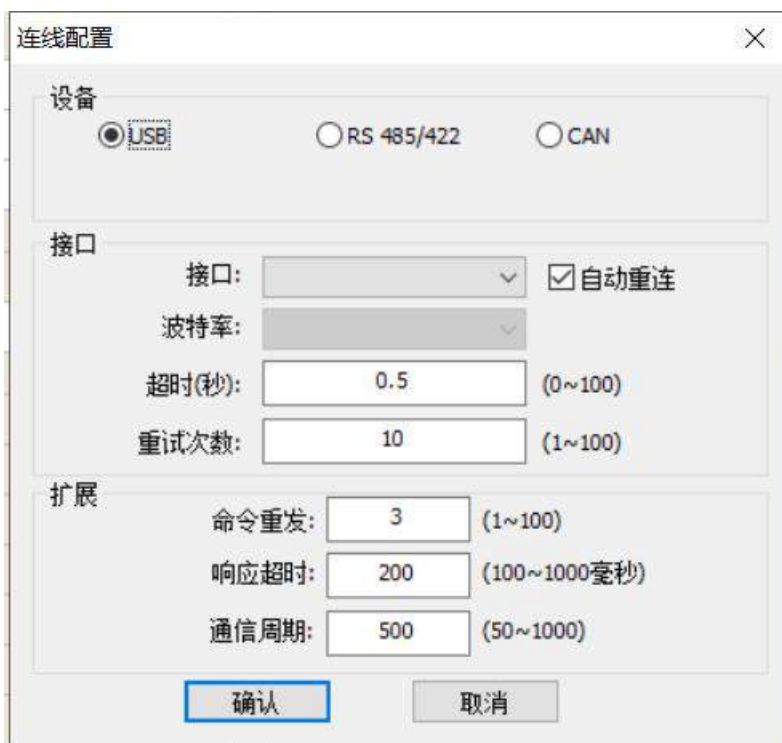 连线配置
设备
USB RS 485/422 CAN
接口
接口: 自动重连
波特率:
超时(秒): 0.5 (0~100)
重试次数: 10 (1~100)
扩展
命令重发: 3 (1~100)
响应超时: 200 (100~1000毫秒)
通信周期: 500 (50~1000)
确认 取消